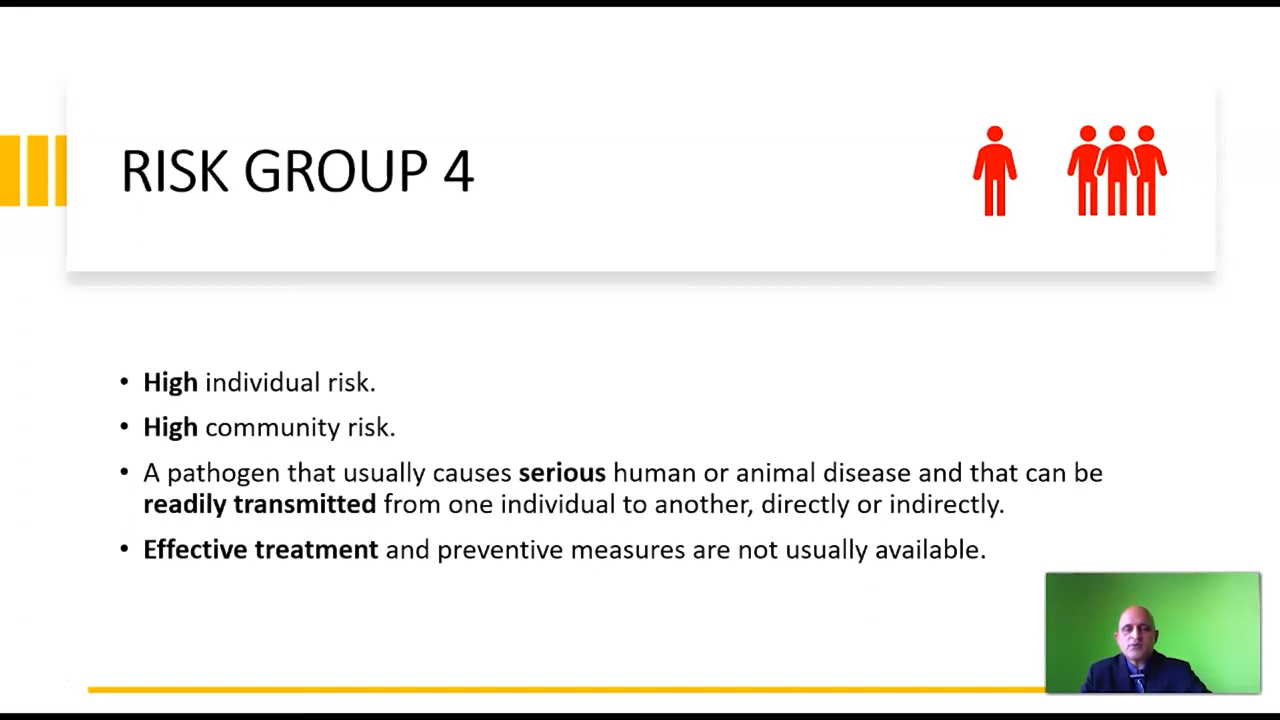 RISK GROUP 4
• High individual risk.
• High community risk.
• A pathogen that usually causes serious human or animal disease and that can be
readily transmitted from one individual to another, directly or indirectly.
• Effective treatment and preventive measures are not usually available.